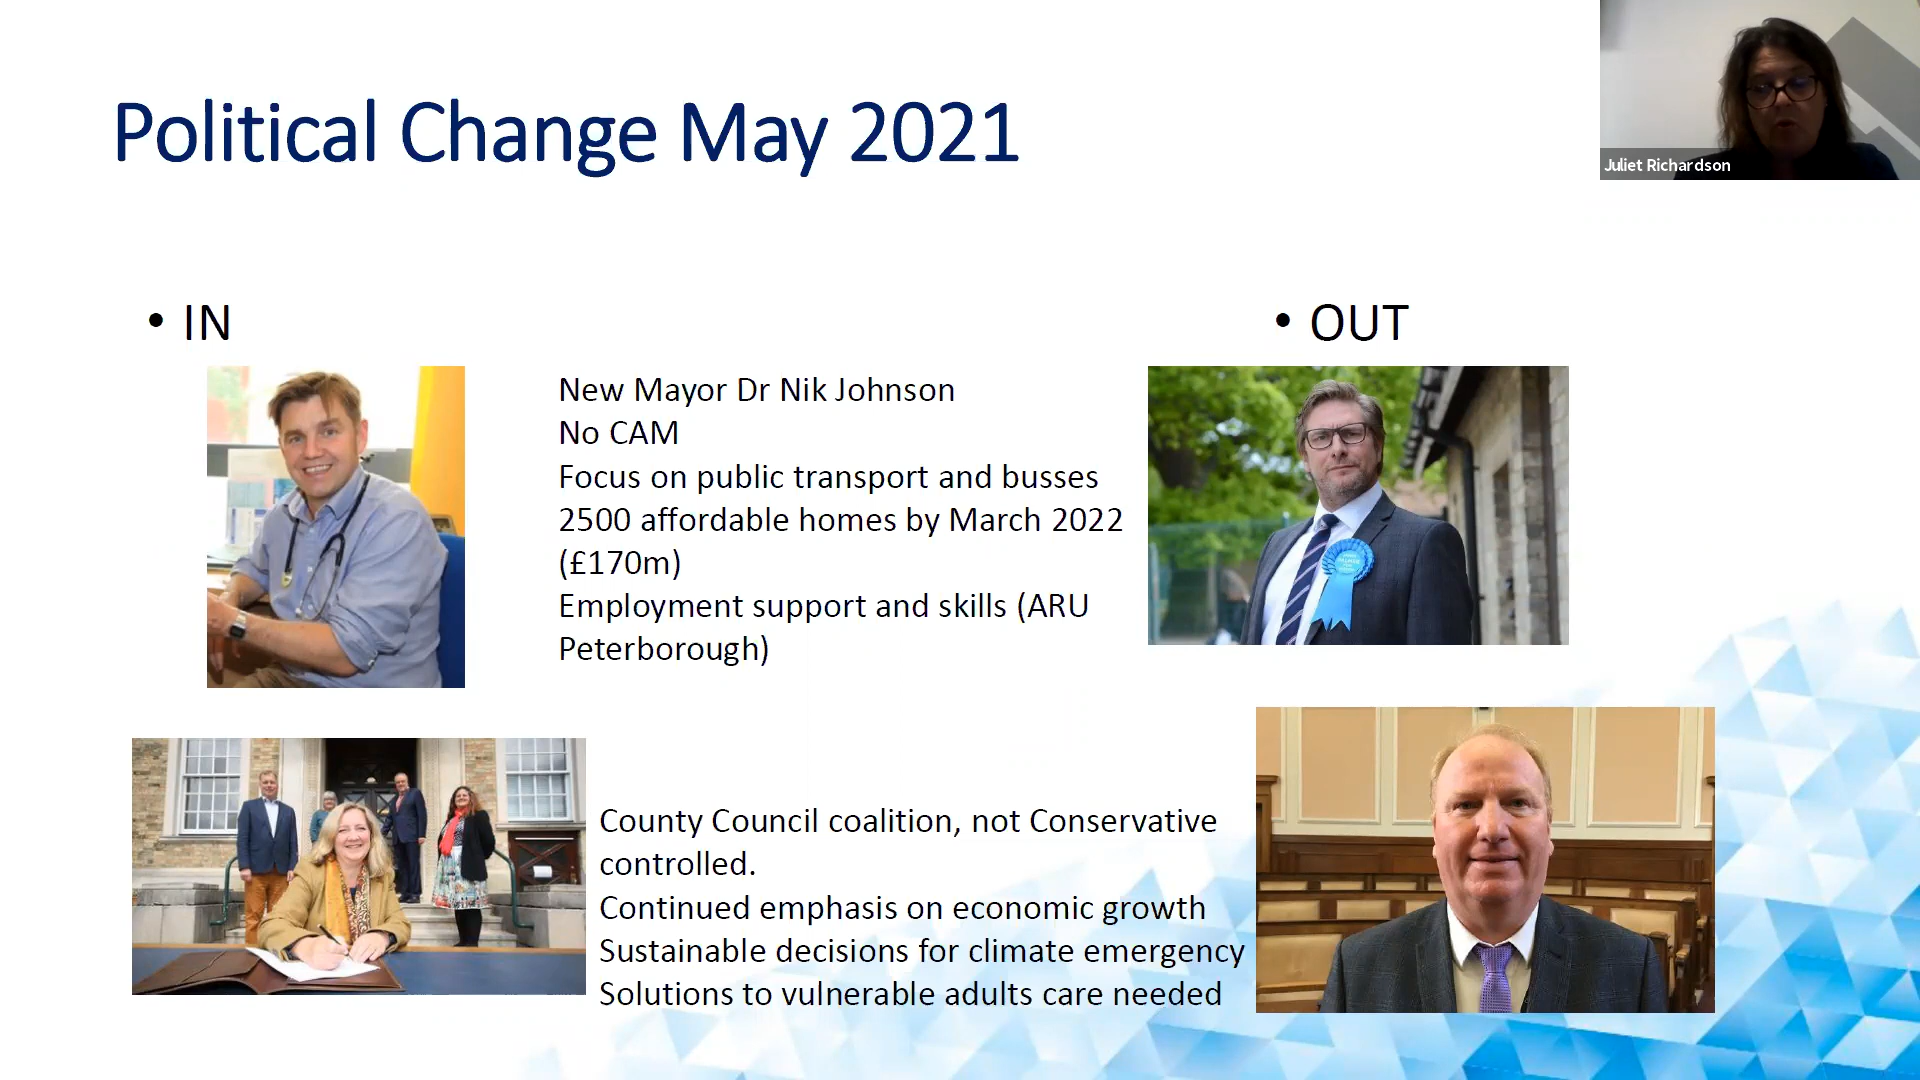 Political Change May 2021
Juliet Richardson
• IN
• OUT
New Mayor Dr Nik Johnson
No CAM
Focus on public transport and busses
2500 affordable homes by March 2022
(£170m)
Employment support and skills (ARU
Peterborough)
County Council coalition, not Conservative
controlled.
Continued emphasis on economic growth
Sustainable decisions for climate emergency
Solutions to vulnerable adults care needed